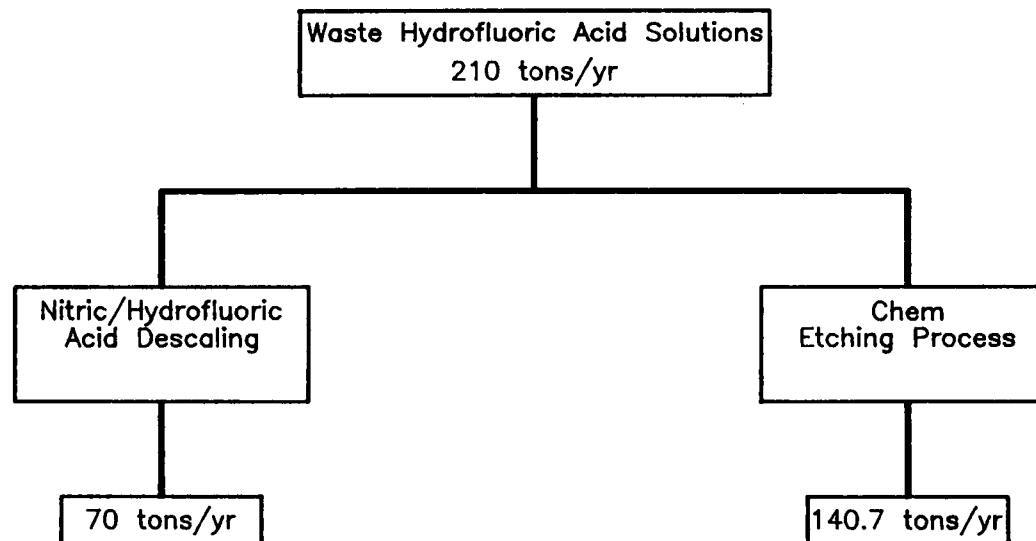 Waste Hydrofluoric Acid Solutions
210 tons/yr
Nitric/Hydrofluoric
Acid Descaling
Chem
Etching Process
70 tons/yr
140.7 tons/yr